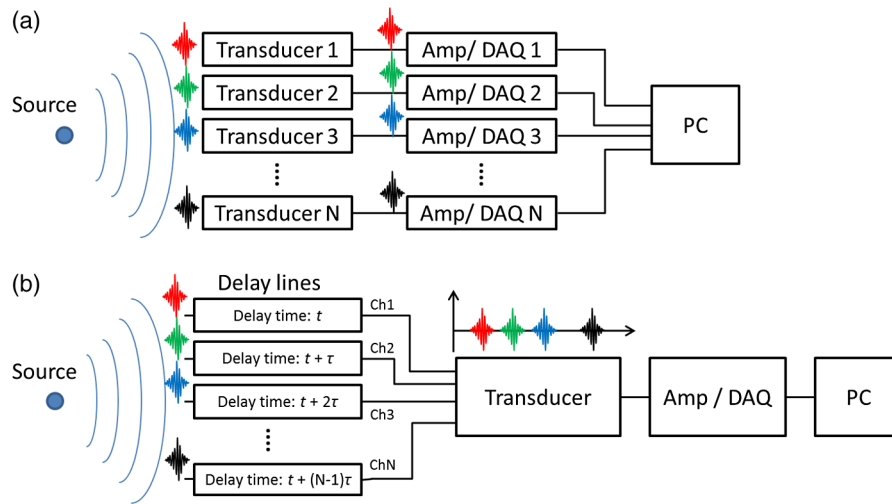 (a)
Source
Transducer 1
Amp/ DAQ 1
Transducer 2
Amp/ DAQ 2
Transducer 3
Amp/ DAQ 3
Transducer N
Amp/ DAQ N
PC
(b)
Source
Delay lines
Delay time: t
Ch1
Delay time: t + τ
Ch2
Delay time: t + 2τ
Ch3
Delay time: t + (N-1)τ
ChN
Transducer
Amp / DAQ
PC